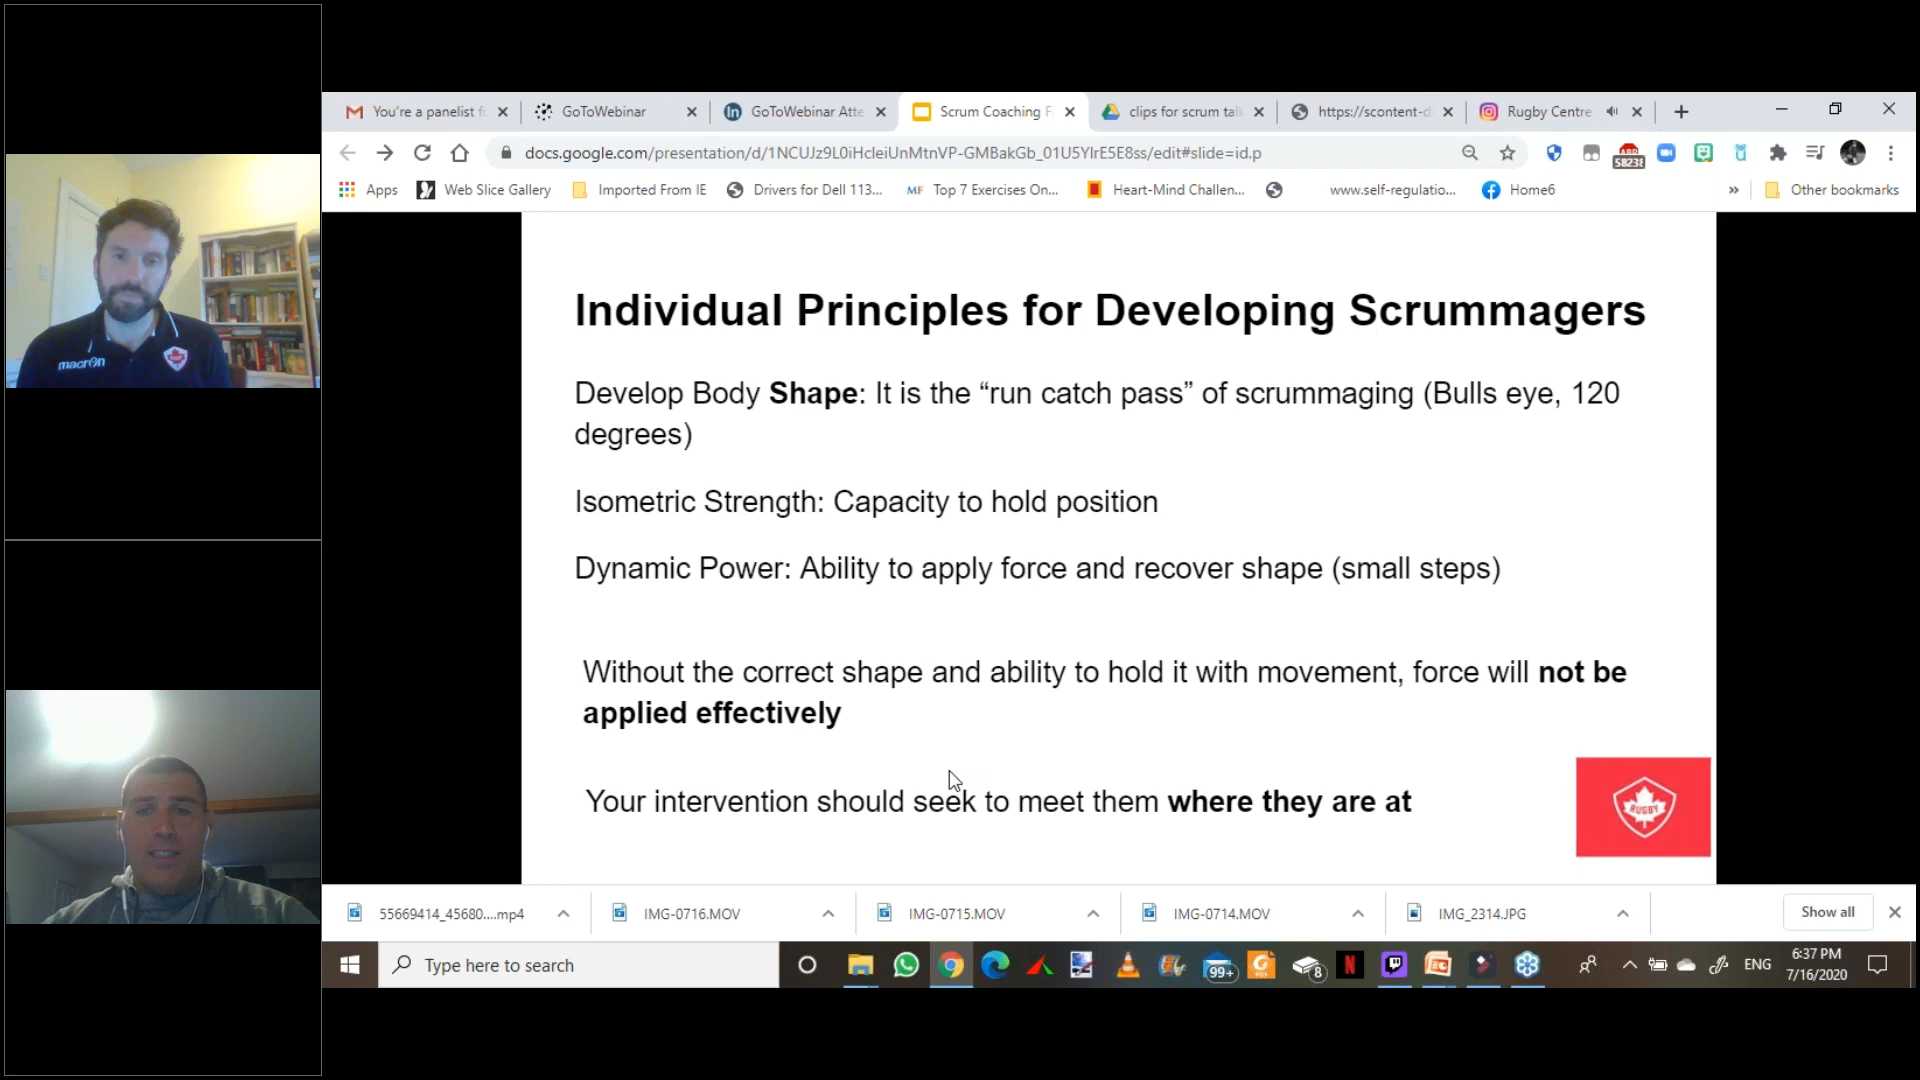 You're a panelist f
GoToWebinar
GoToWebinar Atte
Scrum Coaching F
clips for scrum tal
https://scontent-d
Rugby Centre
docs.google.com/presentation/d/1NCUJz9L0iHcleiUnMtnVP-GMBakGb_01U5YlrE5E8ss/edit#slide=id.p
Apps
Web Slice Gallery
Imported From IE
Drivers for Dell 113...
MF Top 7 Exercises On...
Heart-Mind Challen...
www.self-regulatio...
Home6
»
Other bookmarks
macron
RUGBY
Individual Principles for Developing Scrummagers
Develop Body Shape: It is the “run catch pass” of scrummaging (Bulls eye, 120
degrees)
Isometric Strength: Capacity to hold position
Dynamic Power: Ability to apply force and recover shape (small steps)
Without the correct shape and ability to hold it with movement, force will not be
applied effectively
Your intervention should seek to meet them where they are at
RUGBY
55669414_45680....mp4
IMG-0716.MOV
IMG-0715.MOV
IMG-0714.MOV
IMG_2314.JPG
Show all
Type here to search
99+
8
ENG
6:37 PM
7/16/2020